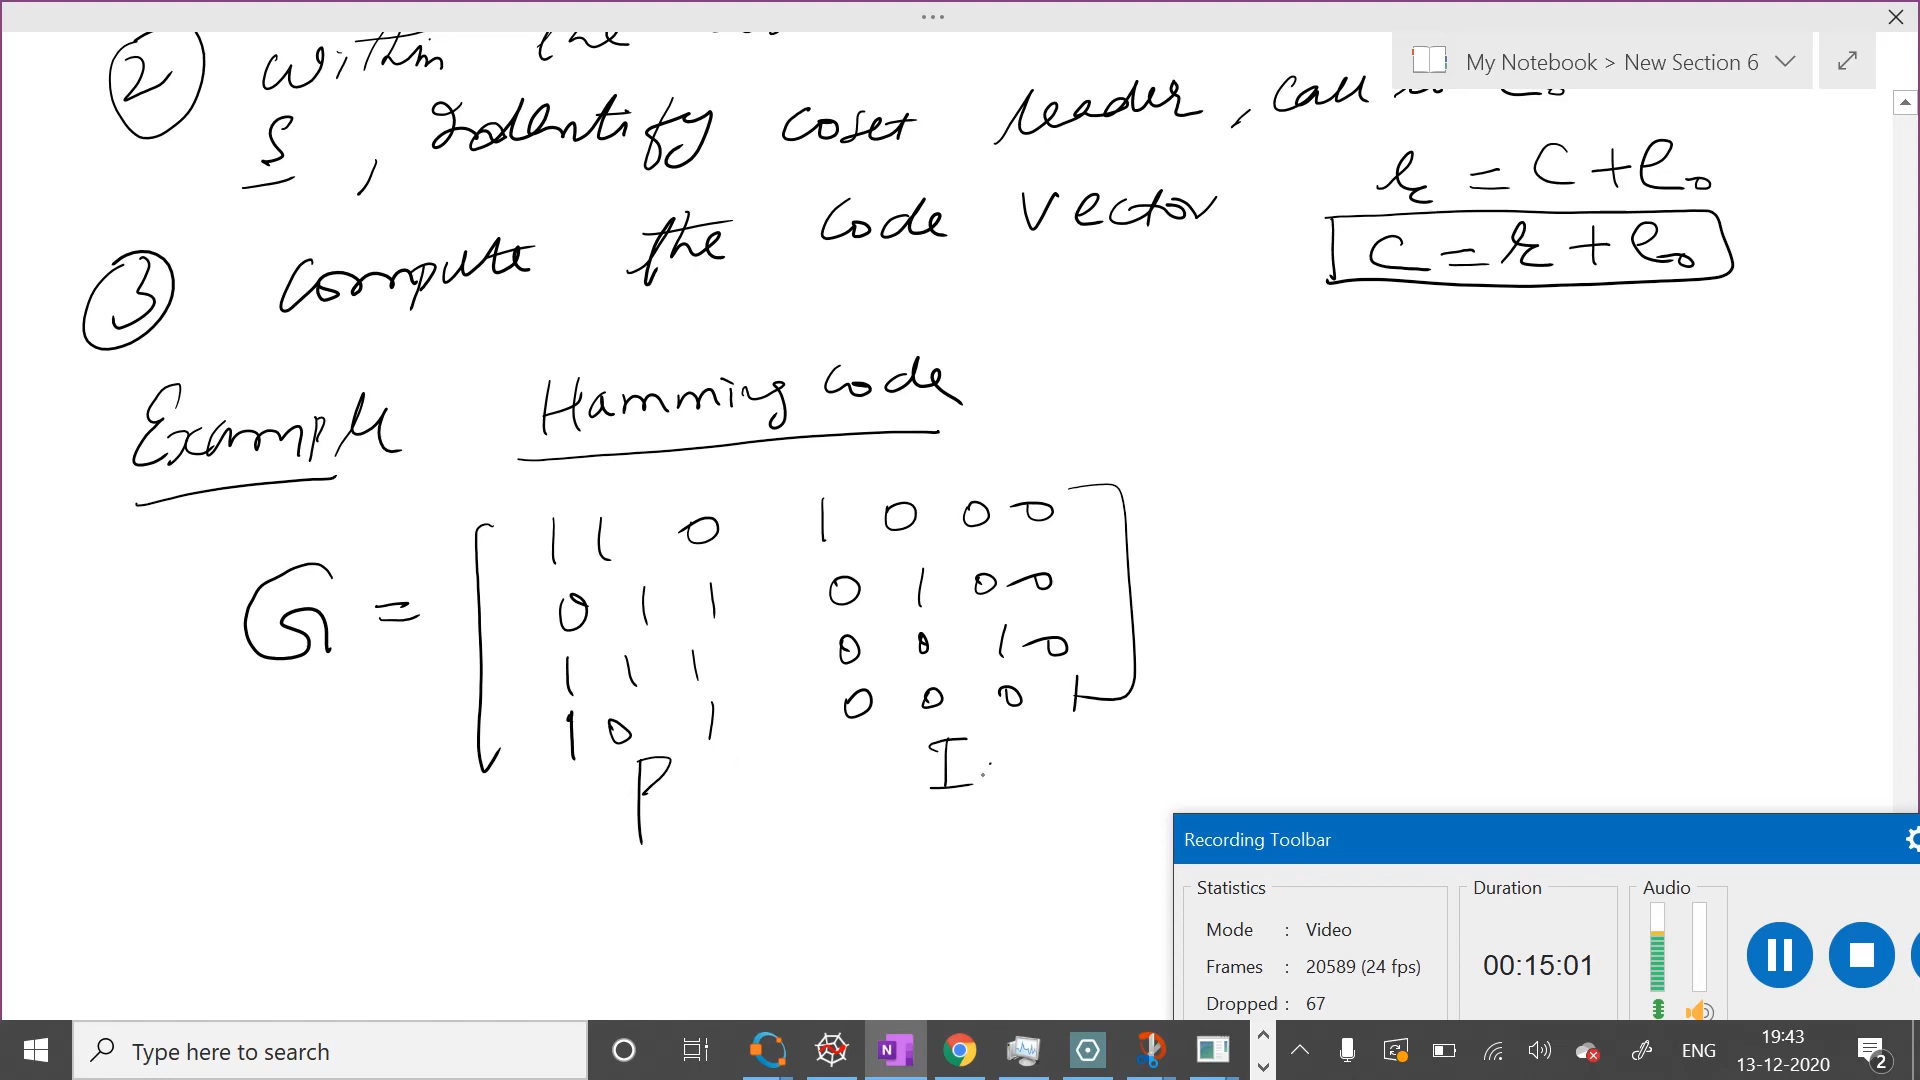 ② Within the
My Notebook > New Section 6
S, Indentify coset leader, call
r = C + e0
③ compute the code vector
C = r + e0
Example Hamming code
G = [ 1 1 0 1 0 0 0
0 1 1 0 1 0 0
1 1 1 0 0 1 0
1 0 1 0 0 0 1 ]
P I
Recording Toolbar
Statistics Duration Audio
Mode : Video
Frames : 20589 (24 fps)
00:15:01
Dropped : 67
Type here to search
ENG
19:43
13-12-2020
2